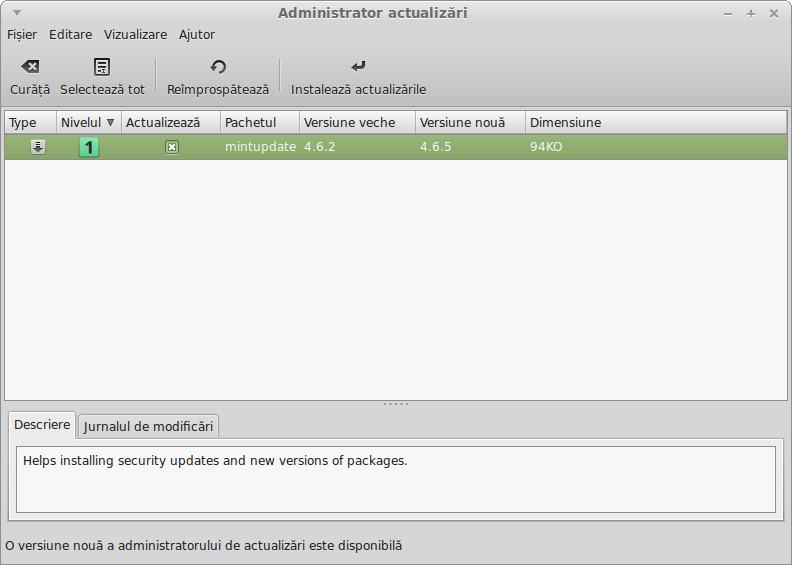 Administrator actualizări
Fișier Editare Vizualizare Ajutor
Curăță Selectează tot Reîmprospătează Instalează actualizările
Type Nivelul Actualizează Pachetul Versiune veche Versiune nouă Dimensiune
1 mintupdate 4.6.2 4.6.5 94KO
Descriere Jurnalul de modificări
Helps installing security updates and new versions of packages.
O versiune nouă a administratorului de actualizări este disponibilă